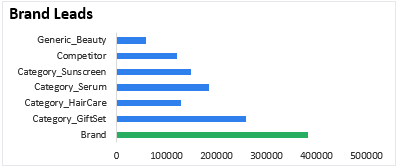 Brand Leads
Generic_Beauty
Competitor
Category_Sunscreen
Category_Serum
Category_HairCare
Category_GiftSet
Brand
0 100000 200000 300000 400000 500000